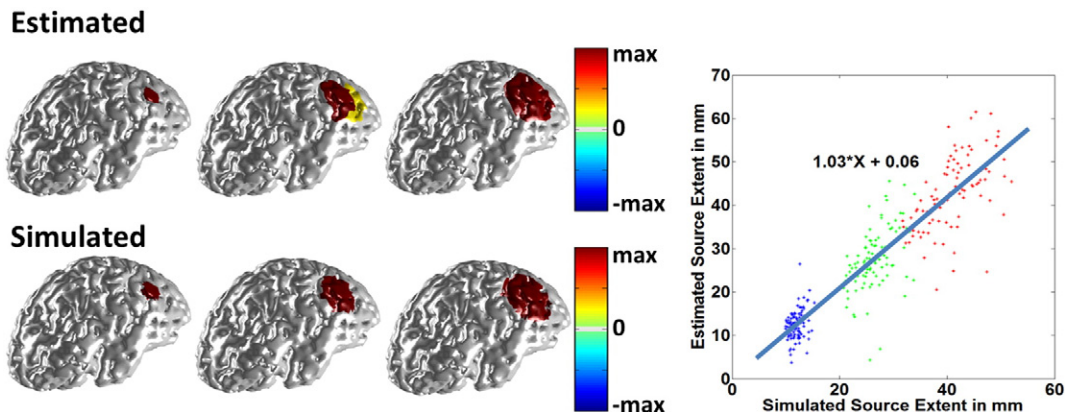 Estimated
max
0
-max
Simulated
max
0
-max
70
60
50
40
30
20
10
0
Estimated Source Extent in mm
1.03*X + 0.06
0 20 40 60
Simulated Source Extent in mm